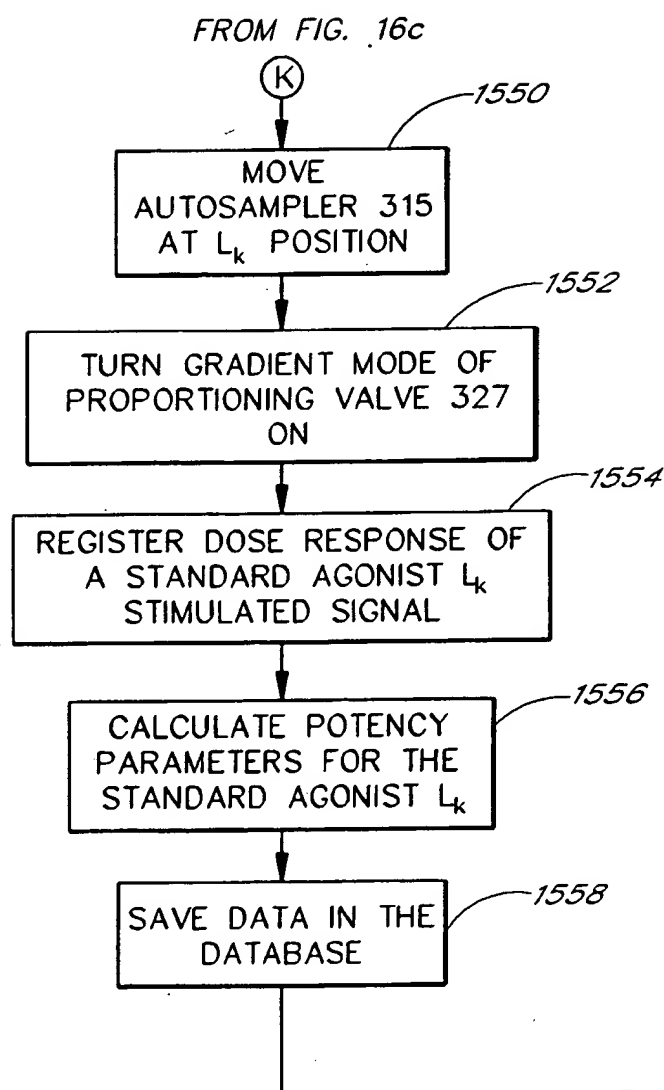 FROM FIG. 16c
K
1550
MOVE
AUTOSAMPLER 315
AT Lk POSITION
1552
TURN GRADIENT MODE OF
PROPORTIONING VALVE 327
ON
1554
REGISTER DOSE RESPONSE OF
A STANDARD AGONIST Lk
STIMULATED SIGNAL
1556
CALCULATE POTENCY
PARAMETERS FOR THE
STANDARD AGONIST Lk
1558
SAVE DATA IN THE
DATABASE